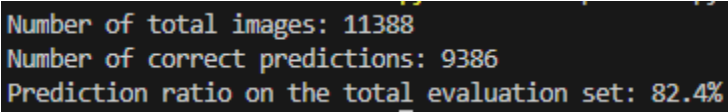 Number of total images: 11388
Number of correct predictions: 9386
Prediction ratio on the total evaluation set: 82.4%